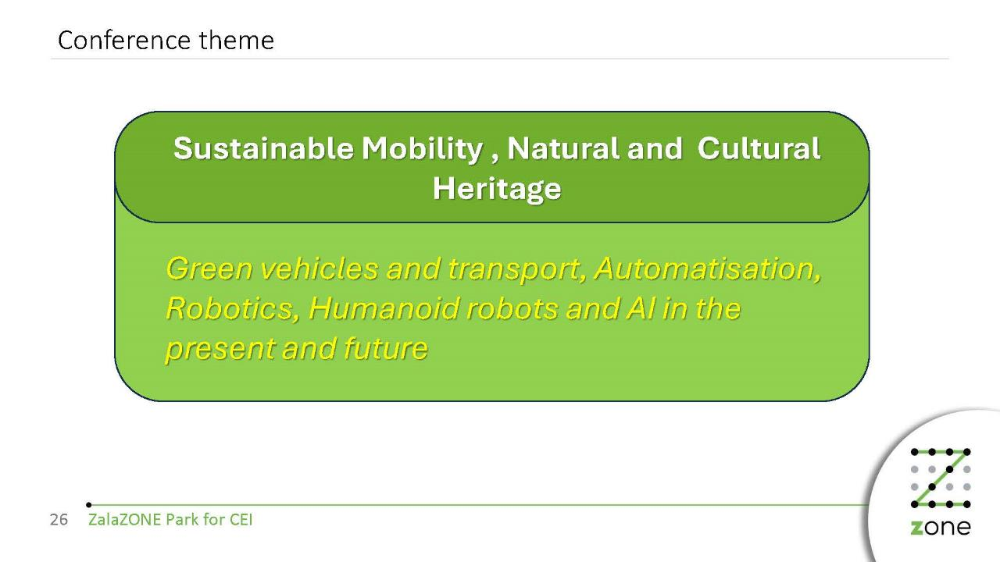 Conference theme
Sustainable Mobility , Natural and Cultural
Heritage
Green vehicles and transport, Automatisation,
Robotics, Humanoid robots and AI in the
present and future
26 ZalaZONE Park for CEI
zone